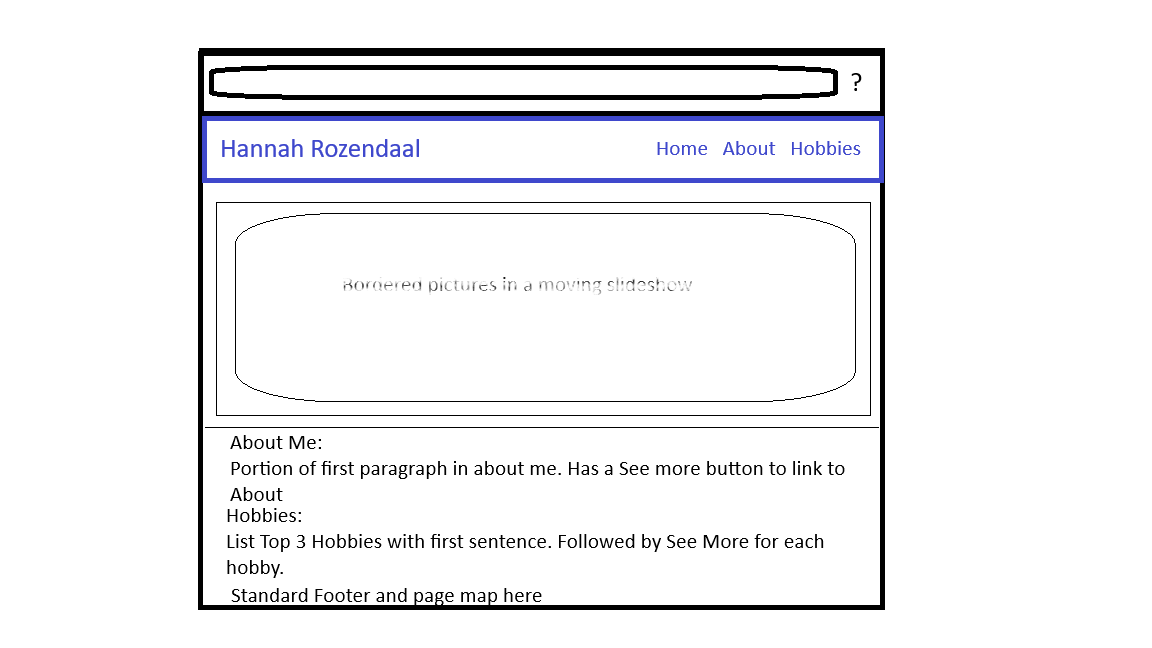 ?
Hannah Rozendaal
Home About Hobbies
Bordered pictures in a moving slideshow
About Me:
Portion of first paragraph in about me. Has a See more button to link to
About
Hobbies:
List Top 3 Hobbies with first sentence. Followed by See More for each
hobby.
Standard Footer and page map here